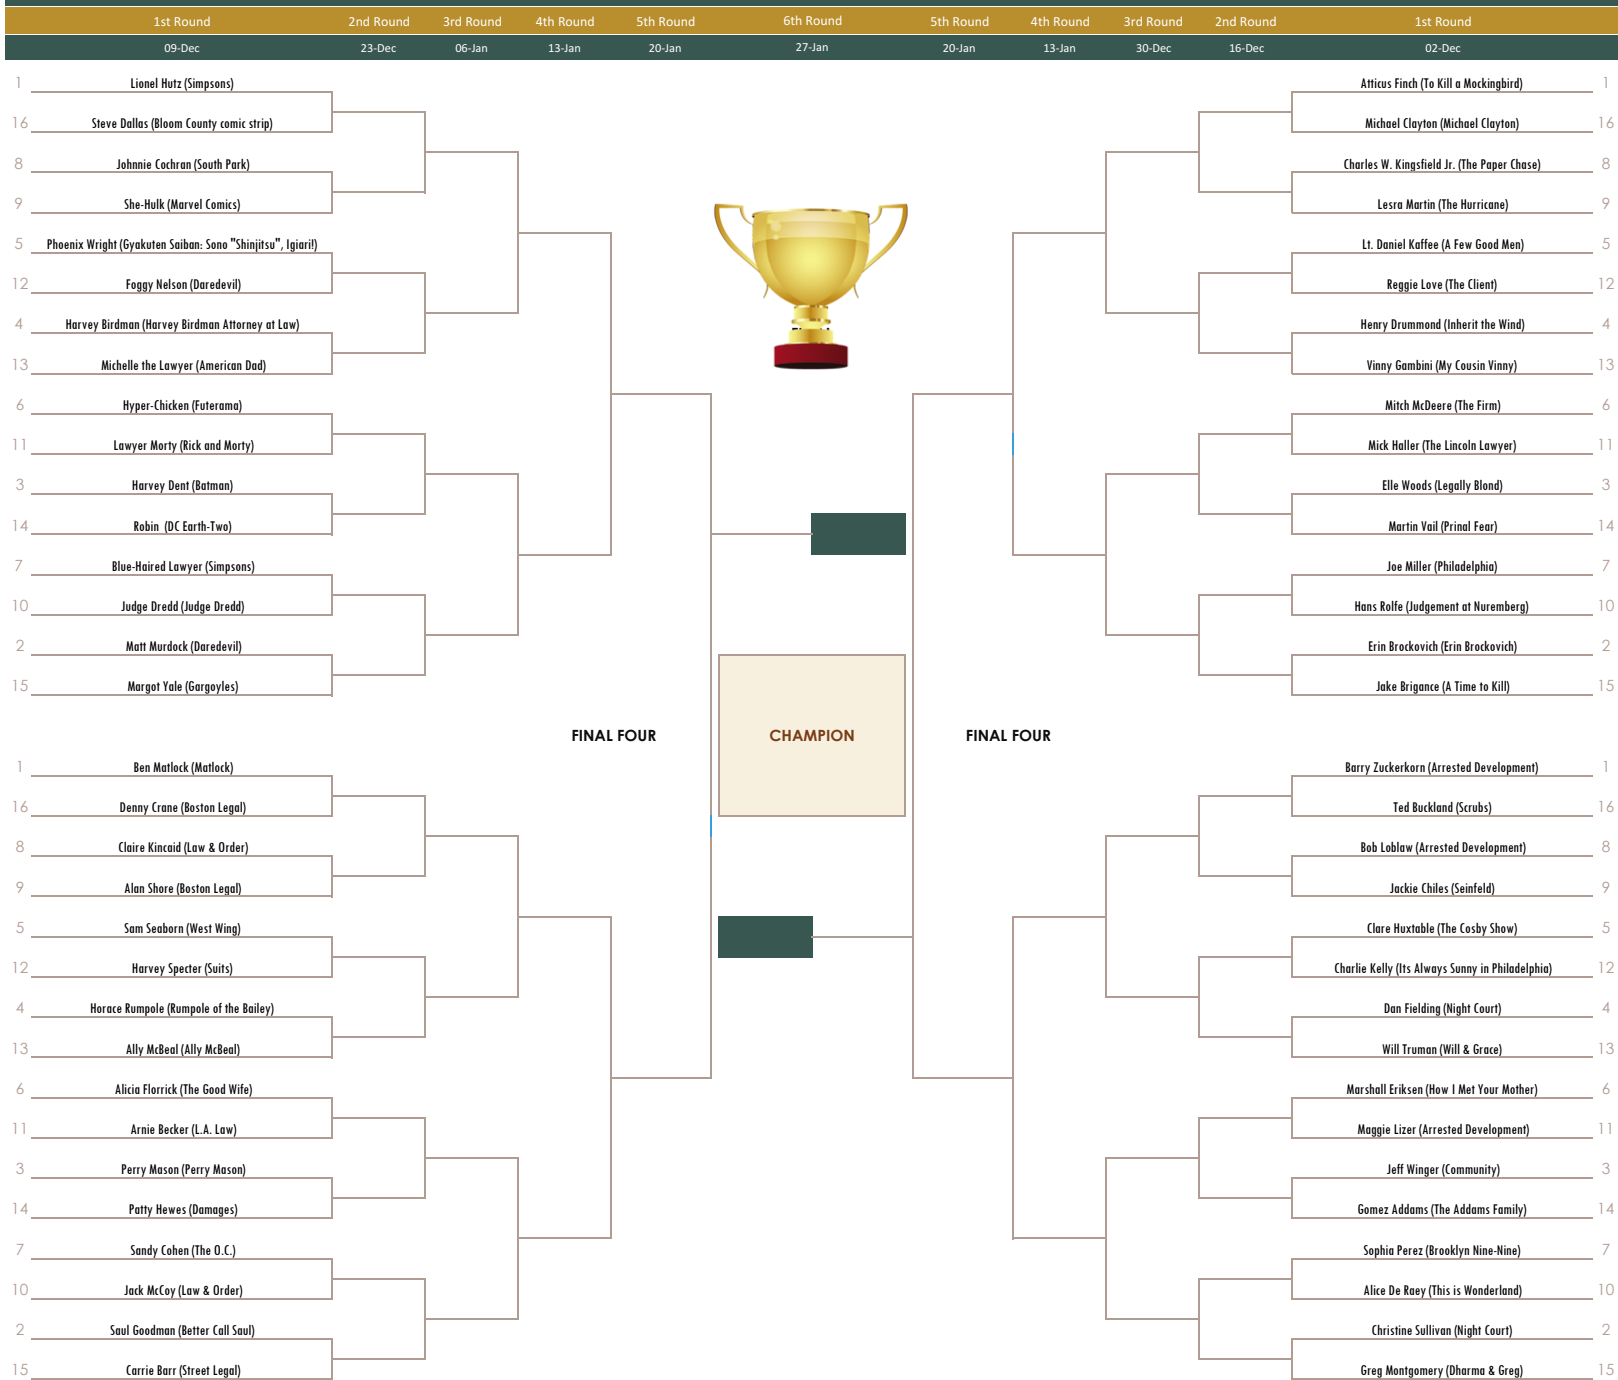 1st Round 2nd Round 3rd Round 4th Round 5th Round 6th Round 5th Round 4th Round 3rd Round 2nd Round 1st Round
09-Dec 23-Dec 06-Jan 13-Jan 20-Jan 27-Jan 20-Jan 13-Jan 30-Dec 16-Dec 02-Dec
1 Lionel Hutz (Simpsons) Atticus Finch (To Kill a Mockingbird) 1
16 Steve Dallas (Bloom County comic strip) Michael Clayton (Michael Clayton) 16
8 Johnnie Cochran (South Park) Charles W. Kingsfield Jr. (The Paper Chase) 8
9 She-Hulk (Marvel Comics) Lesra Martin (The Hurricane) 9
5 Phoenix Wright (Gyakuten Saiban: Sono "Shinjitsu", Igiari!) Lt. Daniel Kaffee (A Few Good Men) 5
12 Foggy Nelson (Daredevil) Reggie Love (The Client) 12
4 Harvey Birdman (Harvey Birdman Attorney at Law) Henry Drummond (Inherit the Wind) 4
13 Michelle the Lawyer (American Dad) Vinny Gambini (My Cousin Vinny) 13
6 Hyper-Chicken (Futerama) Mitch McDeere (The Firm) 6
11 Lawyer Morty (Rick and Morty) Mick Haller (The Lincoln Lawyer) 11
3 Harvey Dent (Batman) Elle Woods (Legally Blond) 3
14 Robin (DC Earth-Two) Martin Vail (Prinal Fear) 14
7 Blue-Haired Lawyer (Simpsons) Joe Miller (Philadelphia) 7
10 Judge Dredd (Judge Dredd) Hans Rolfe (Judgement at Nuremberg) 10
2 Matt Murdock (Daredevil) Erin Brockovich (Erin Brockovich) 2
15 Margot Yale (Gargoyles) Jake Brigance (A Time to Kill) 15
FINAL FOUR CHAMPION FINAL FOUR
1 Ben Matlock (Matlock) Barry Zuckerkorn (Arrested Development) 1
16 Denny Crane (Boston Legal) Ted Buckland (Scrubs) 16
8 Claire Kincaid (Law & Order) Bob Loblaw (Arrested Development) 8
9 Alan Shore (Boston Legal) Jackie Chiles (Seinfeld) 9
5 Sam Seaborn (West Wing) Clare Huxtable (The Cosby Show) 5
12 Harvey Specter (Suits) Charlie Kelly (Its Always Sunny in Philadelphia) 12
4 Horace Rumpole (Rumpole of the Bailey) Dan Fielding (Night Court) 4
13 Ally McBeal (Ally McBeal) Will Truman (Will & Grace) 13
6 Alicia Florrick (The Good Wife) Marshall Eriksen (How I Met Your Mother) 6
11 Arnie Becker (L.A. Law) Maggie Lizer (Arrested Development) 11
3 Perry Mason (Perry Mason) Jeff Winger (Community) 3
14 Patty Hewes (Damages) Gomez Addams (The Addams Family) 14
7 Sandy Cohen (The O.C.) Sophia Perez (Brooklyn Nine-Nine) 7
10 Jack McCoy (Law & Order) Alice De Raey (This is Wonderland) 10
2 Saul Goodman (Better Call Saul) Christine Sullivan (Night Court) 2
15 Carrie Barr (Street Legal) Greg Montgomery (Dharma & Greg) 15